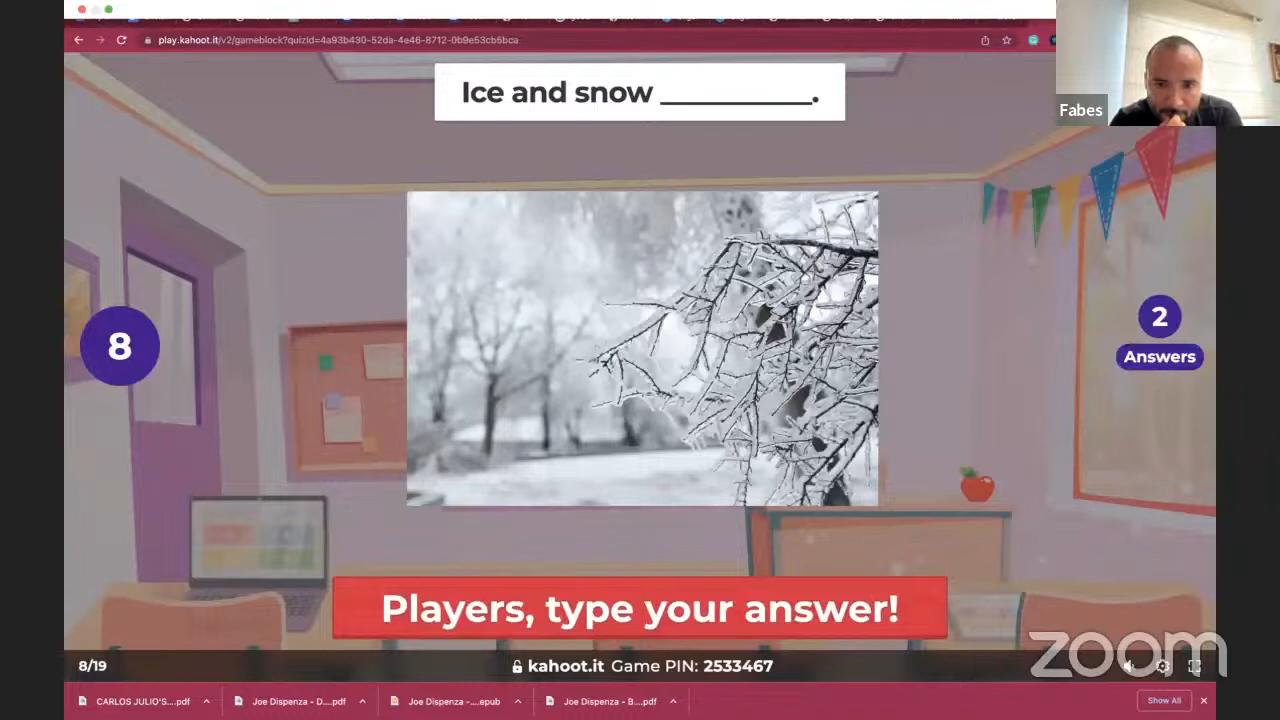 play.kahoot.it/v2/gameblock?quizId=4a93b430-52da-4e46-8712-0b9e53cb5bca
Ice and snow __________.
Fabes
8
2
Answers
Players, type your answer!
8/19
kahoot.it Game PIN: 2533467
zoom
CARLOS JULIO'S....pdf
Joe Dispenza - D....pdf
Joe Dispenza -....epub
Joe Dispenza - B....pdf
Show All